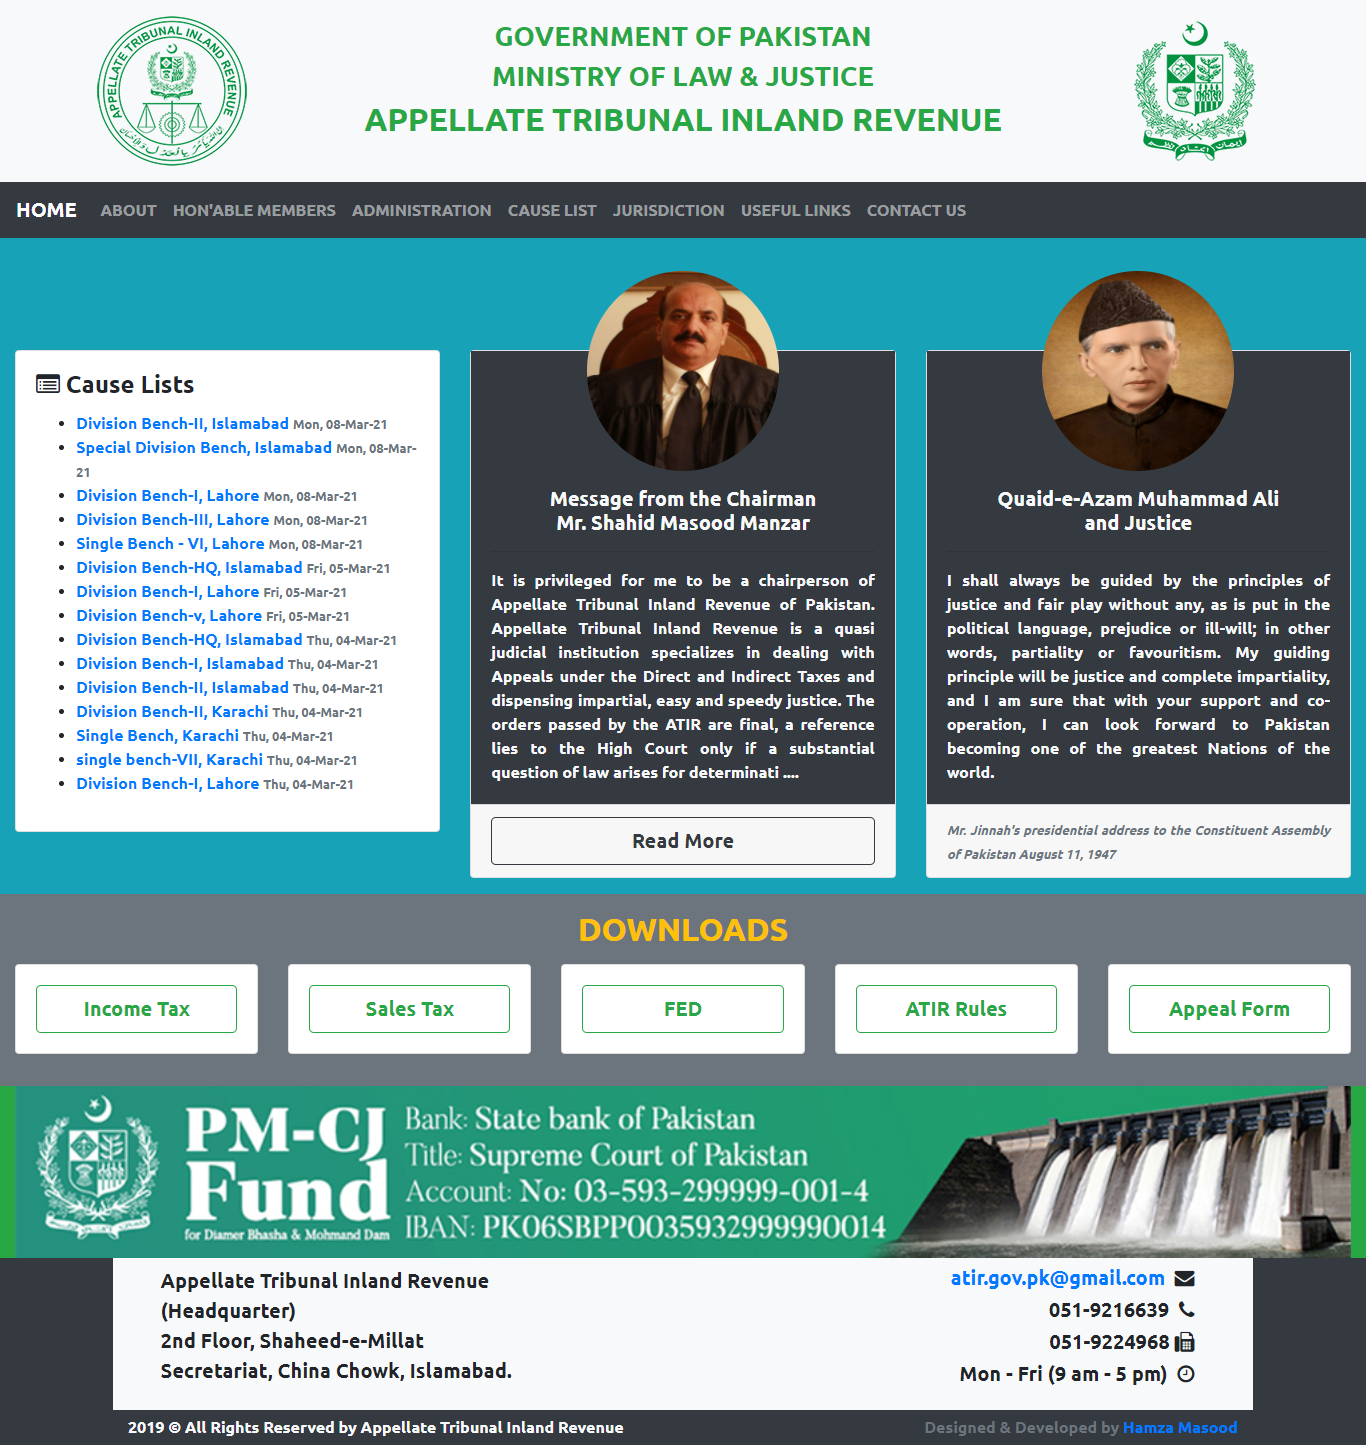 APPELLATE TRIBUNAL INLAND REVENUE
GOVERNMENT OF PAKISTAN
MINISTRY OF LAW & JUSTICE
APPELLATE TRIBUNAL INLAND REVENUE
HOME ABOUT HON'ABLE MEMBERS ADMINISTRATION CAUSE LIST JURISDICTION USEFUL LINKS CONTACT US
Cause Lists
Division Bench-II, Islamabad Mon, 08-Mar-21
Special Division Bench, Islamabad Mon, 08-Mar-
21
Division Bench-I, Lahore Mon, 08-Mar-21
Division Bench-III, Lahore Mon, 08-Mar-21
Single Bench - VI, Lahore Mon, 08-Mar-21
Division Bench-HQ, Islamabad Fri, 05-Mar-21
Division Bench-I, Lahore Fri, 05-Mar-21
Division Bench-v, Lahore Fri, 05-Mar-21
Division Bench-HQ, Islamabad Thu, 04-Mar-21
Division Bench-I, Islamabad Thu, 04-Mar-21
Division Bench-II, Islamabad Thu, 04-Mar-21
Division Bench-II, Karachi Thu, 04-Mar-21
Single Bench, Karachi Thu, 04-Mar-21
single bench-VII, Karachi Thu, 04-Mar-21
Division Bench-I, Lahore Thu, 04-Mar-21
Message from the Chairman
Mr. Shahid Masood Manzar
It is privileged for me to be a chairperson of
Appellate Tribunal Inland Revenue of Pakistan.
Appellate Tribunal Inland Revenue is a quasi
judicial institution specializes in dealing with
Appeals under the Direct and Indirect Taxes and
dispensing impartial, easy and speedy justice. The
orders passed by the ATIR are final, a reference
lies to the High Court only if a substantial
question of law arises for determinati ....
Read More
Quaid-e-Azam Muhammad Ali
and Justice
I shall always be guided by the principles of
justice and fair play without any, as is put in the
political language, prejudice or ill-will; in other
words, partiality or favouritism. My guiding
principle will be justice and complete impartiality,
and I am sure that with your support and co-
operation, I can look forward to Pakistan
becoming one of the greatest Nations of the
world.
Mr. Jinnah's presidential address to the Constituent Assembly
of Pakistan August 11, 1947
DOWNLOADS
Income Tax
Sales Tax
FED
ATIR Rules
Appeal Form
PM-CJ
Fund
for Diamer Bhasha & Mohmand Dam
Bank: State bank of Pakistan
Title: Supreme Court of Pakistan
Account: No: 03-593-299999-001-4
IBAN: PK06SBPP0035932999990014
Appellate Tribunal Inland Revenue
(Headquarter)
2nd Floor, Shaheed-e-Millat
Secretariat, China Chowk, Islamabad.
atir.gov.pk@gmail.com
051-9216639
051-9224968
Mon - Fri (9 am - 5 pm)
2019 © All Rights Reserved by Appellate Tribunal Inland Revenue
Designed & Developed by Hamza Masood